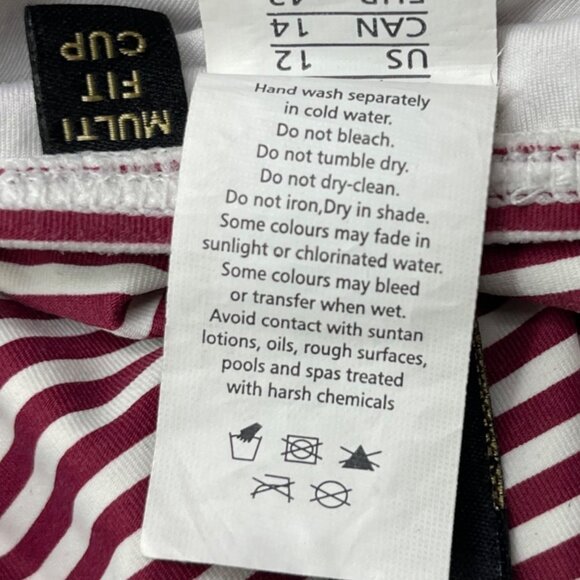 MULTI
FIT
CUP
US 12
CAN 14
EUR 42
Hand wash separately
in cold water.
Do not bleach.
Do not tumble dry.
Do not dry-clean.
Do not iron,Dry in shade.
Some colours may fade in
sunlight or chlorinated water.
Some colours may bleed
or transfer when wet.
Avoid contact with suntan
lotions, oils, rough surfaces,
pools and spas treated
with harsh chemicals